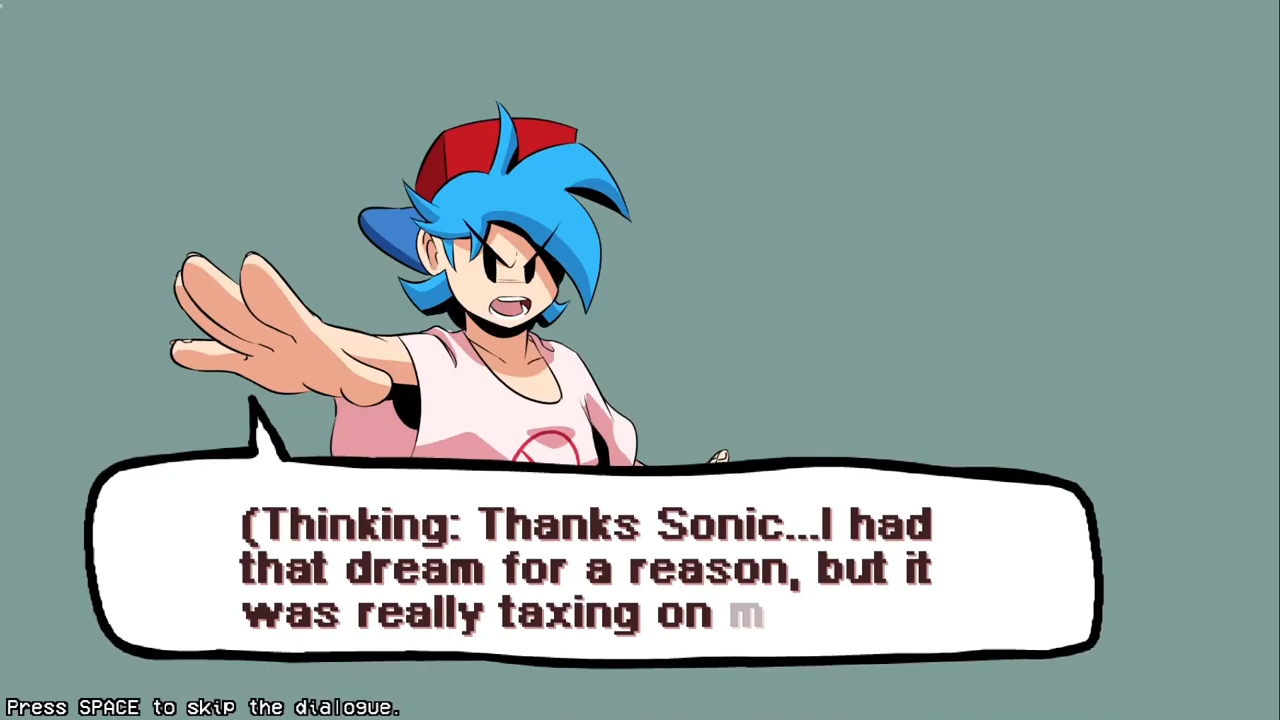 (Thinking: Thanks Sonic...I had
that dream for a reason, but it
was really taxing on m
Press SPACE to skip the dialogue.